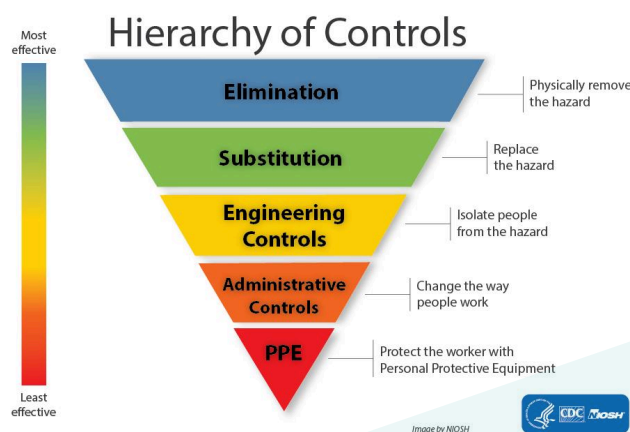 Hierarchy of Controls
Most
effective
Elimination
Physically remove
the hazard
Substitution
Replace
the hazard
Engineering
Controls
Isolate people
from the hazard
Administrative
Controls
Change the way
people work
PPE
Protect the worker with
Personal Protective Equipment
Least
effective
Image by NIOSH
CDC
NIOSH